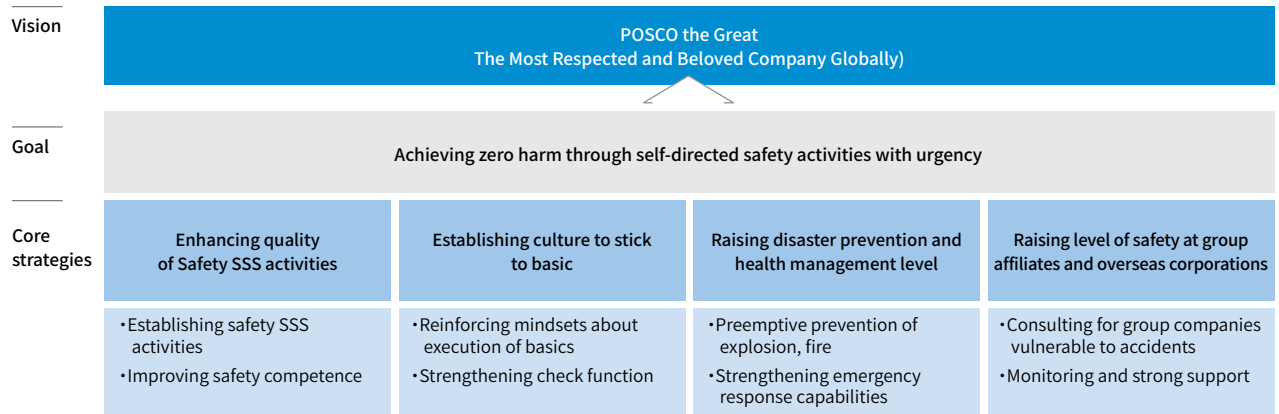 Vision
POSCO the Great
The Most Respected and Beloved Company Globally)
Goal
Achieving zero harm through self-directed safety activities with urgency
Core
strategies
Enhancing quality
of Safety SSS activities
Establishing culture to stick
to basic
Raising disaster prevention and
health management level
Raising level of safety at group
affiliates and overseas corporations
·Establishing safety SSS
activities
·Improving safety competence
·Reinforcing mindsets about
execution of basics
·Strengthening check function
·Preemptive prevention of
explosion, fire
·Strengthening emergency
response capabilities
·Consulting for group companies
vulnerable to accidents
·Monitoring and strong support